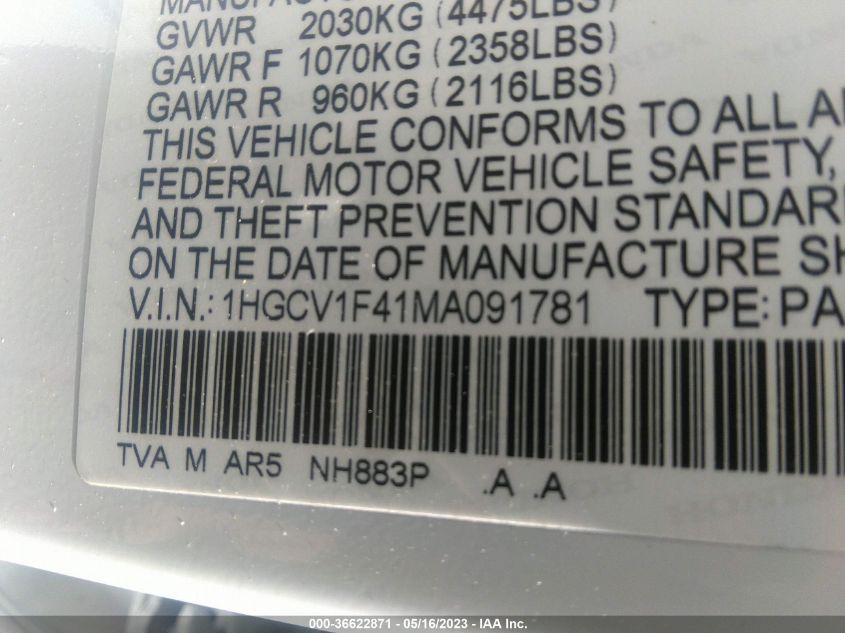 GVWR 2030KG (4475LBS)
GAWR F 1070KG (2358LBS)
GAWR R 960KG (2116LBS)
THIS VEHICLE CONFORMS TO ALL
FEDERAL MOTOR VEHICLE SAFETY,
AND THEFT PREVENTION STANDAR
ON THE DATE OF MANUFACTURE SH
V.I.N.: 1HGCV1F41MA091781 TYPE: PA
TVA M AR5 NH883P .A .A
HONDA
000-36622871 - 05/16/2023 - IAA Inc.